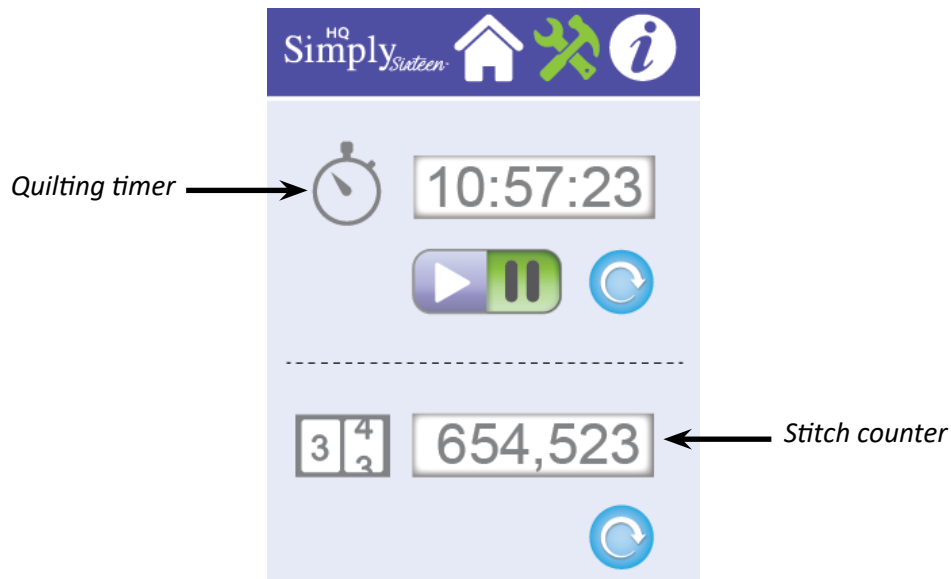 HQ
Simply Sixteen
i
Quilting timer
10:57:23
3 4
3
654,523
Stitch counter